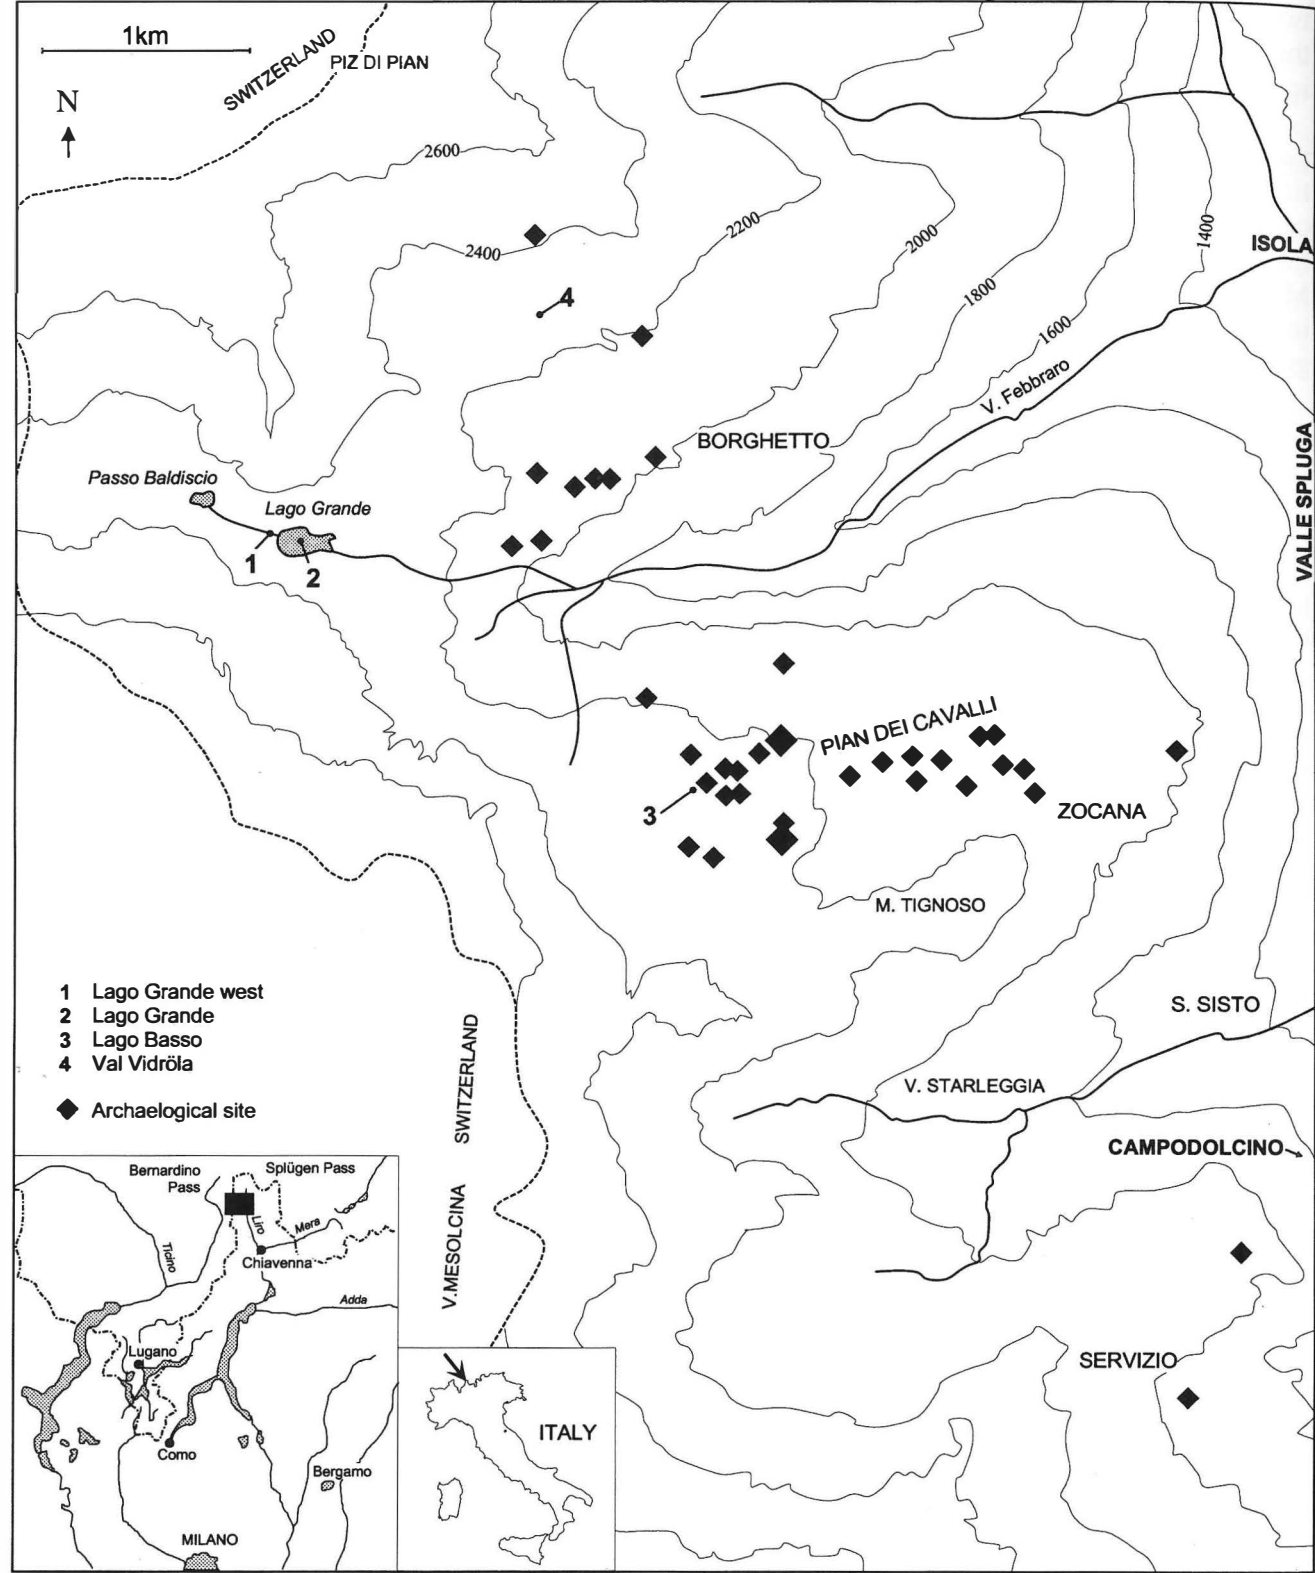 1km
N
SWITZERLAND
PIZ DI PIAN
2600
2400
2200
2000
1800
1600
1400
ISOLA
4
V. Febbraro
BORGHETTO
VALLE SPLUGA
Passo Baldiscio
Lago Grande
1
2
PIAN DEI CAVALLI
3
ZOCANA
M. TIGNOSO
S. SISTO
V. STARLEGGIA
CAMPODOLCINO
SERVIZIO
SWITZERLAND
V.MESOLCINA
1 Lago Grande west
2 Lago Grande
3 Lago Basso
4 Val Vidröla
Archaelogical site
Bernardino
Pass
Splügen Pass
Liro
Mera
Ticino
Chiavenna
Adda
Lugano
Como
Bergamo
MILANO
ITALY